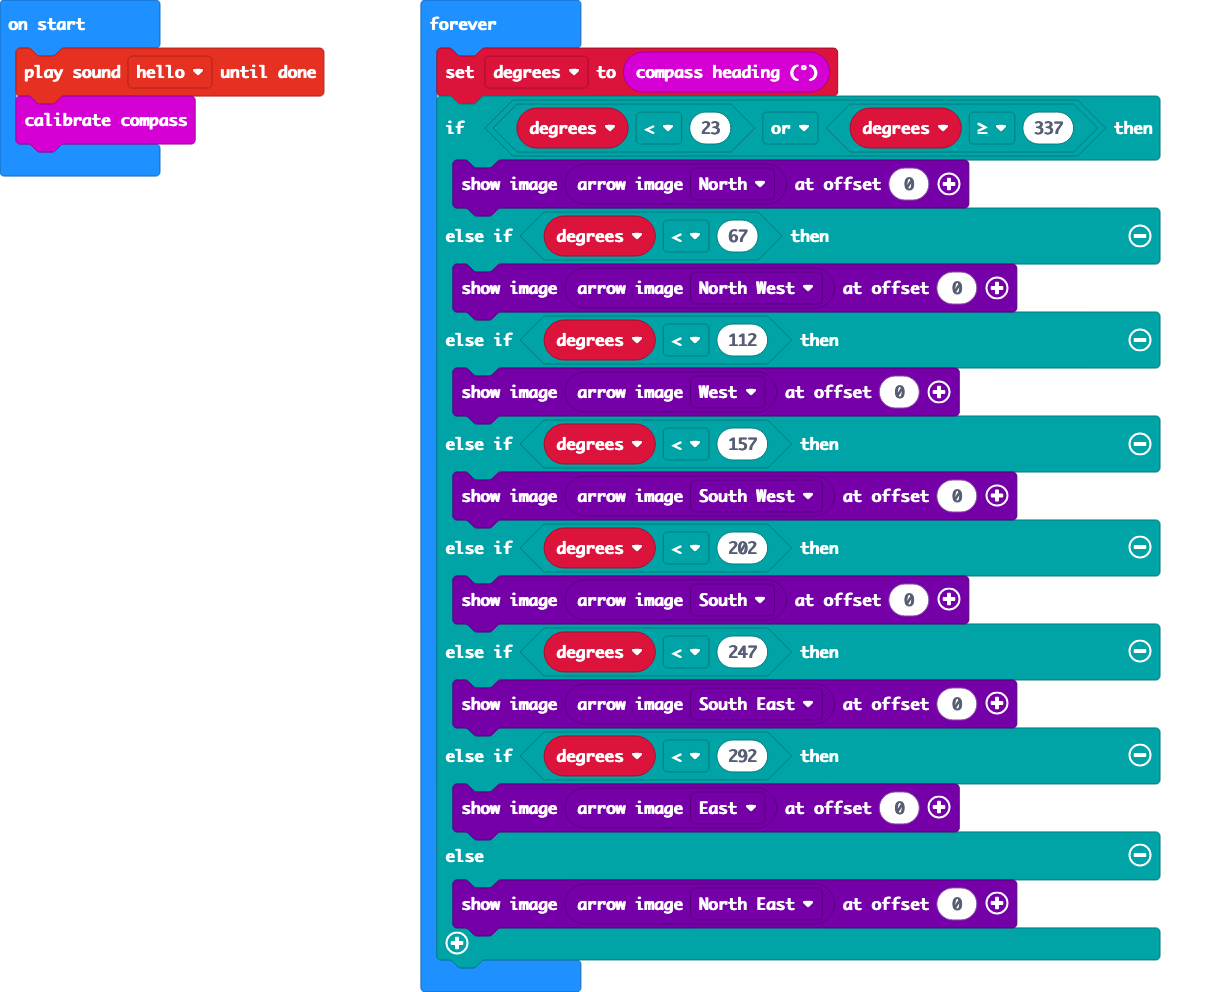 on start
play sound hello until done
calibrate compass
forever
set degrees to compass heading (°)
if degrees < 23 or degrees ≥ 337 then
show image arrow image North at offset 0
else if degrees < 67 then
show image arrow image North West at offset 0
else if degrees < 112 then
show image arrow image West at offset 0
else if degrees < 157 then
show image arrow image South West at offset 0
else if degrees < 202 then
show image arrow image South at offset 0
else if degrees < 247 then
show image arrow image South East at offset 0
else if degrees < 292 then
show image arrow image East at offset 0
else
show image arrow image North East at offset 0